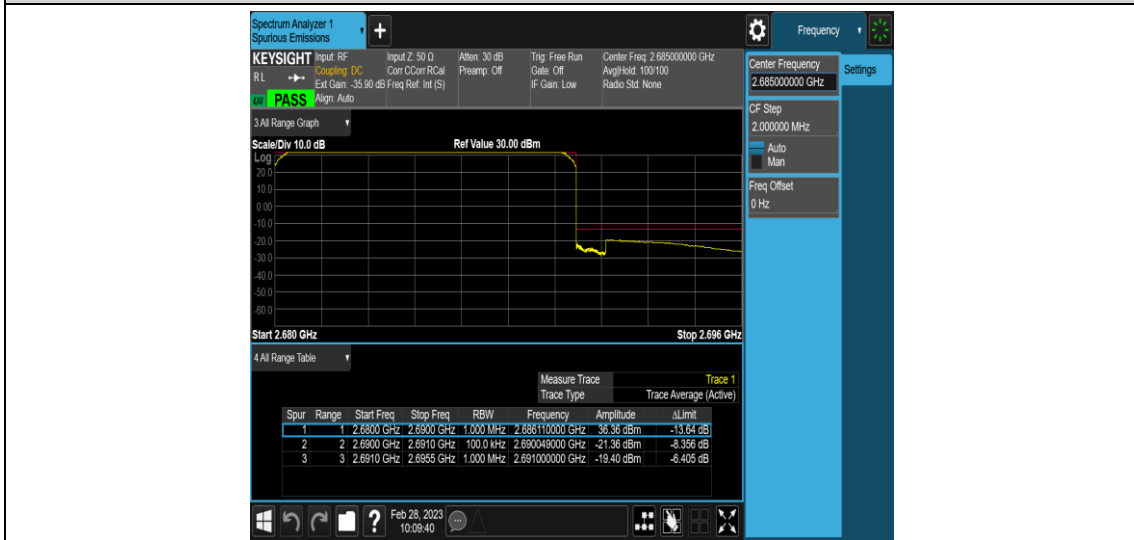 Spectrum Analyzer 1
Spurious Emissions
+
Frequency
KEYSIGHT Input: RF Input Z: 50 Ω Atten: 30 dB Trig: Free Run Center Freq: 2.685000000 GHz
RL Coupling: DC Corr CCorr RCal Preamp: Off Gate: Off Avg|Hold: 100/100
Ext Gain: -35.90 dB Freq Ref: Int (S) IF Gain: Low Radio Std: None
LXI PASS Align: Auto
Center Frequency
2.685000000 GHz
Settings
CF Step
2.000000 MHz
Auto
Man
Freq Offset
0 Hz
3 All Range Graph
Scale/Div 10.0 dB Ref Value 30.00 dBm
Log
20.0
10.0
0.00
-10.0
-20.0
-30.0
-40.0
-50.0
-60.0
Start 2.680 GHz Stop 2.696 GHz
4 All Range Table
Measure Trace Trace 1
Trace Type Trace Average (Active)
Spur Range Start Freq Stop Freq RBW Frequency Amplitude ΔLimit
1 1 2.6800 GHz 2.6900 GHz 1.000 MHz 2.686110000 GHz 36.36 dBm -13.64 dB
2 2 2.6900 GHz 2.6910 GHz 100.0 kHz 2.690049000 GHz -21.36 dBm -8.356 dB
3 3 2.6910 GHz 2.6955 GHz 1.000 MHz 2.691000000 GHz -19.40 dBm -6.405 dB
? Feb 28, 2023
10:09:40